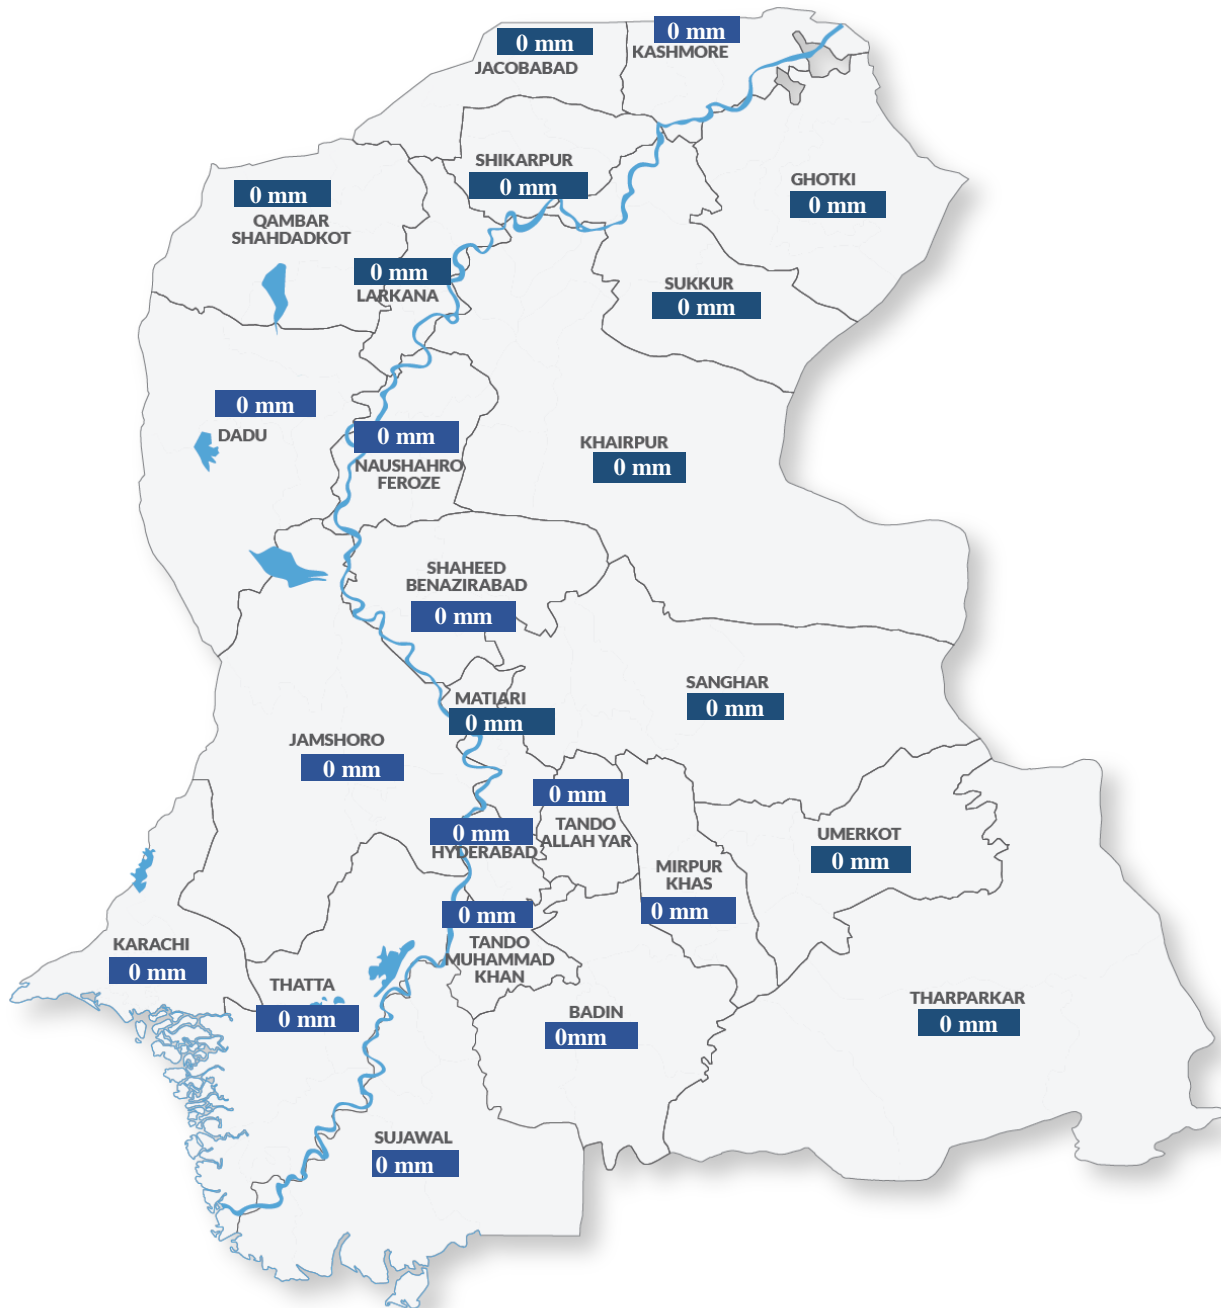 0 mm
KASHMORE
0 mm
JACOBABAD
SHIKARPUR
0 mm
GHOTKI
0 mm
0 mm
QAMBAR
SHAHDADKOT
0 mm
LARKANA
SUKKUR
0 mm
0 mm
DADU
0 mm
NAUSHAHRO
FEROZE
KHAIRPUR
0 mm
SHAHEED
BENAZIRABAD
0 mm
SANGHAR
0 mm
MATIARI
0 mm
JAMSHORO
0 mm
0 mm
TANDO
ALLAH YAR
0 mm
HYDERABAD
UMERKOT
0 mm
MIRPUR
KHAS
0 mm
0 mm
TANDO
MUHAMMAD
KHAN
KARACHI
0 mm
THATTA
0 mm
BADIN
0mm
THARPARKAR
0 mm
SUJAWAL
0 mm